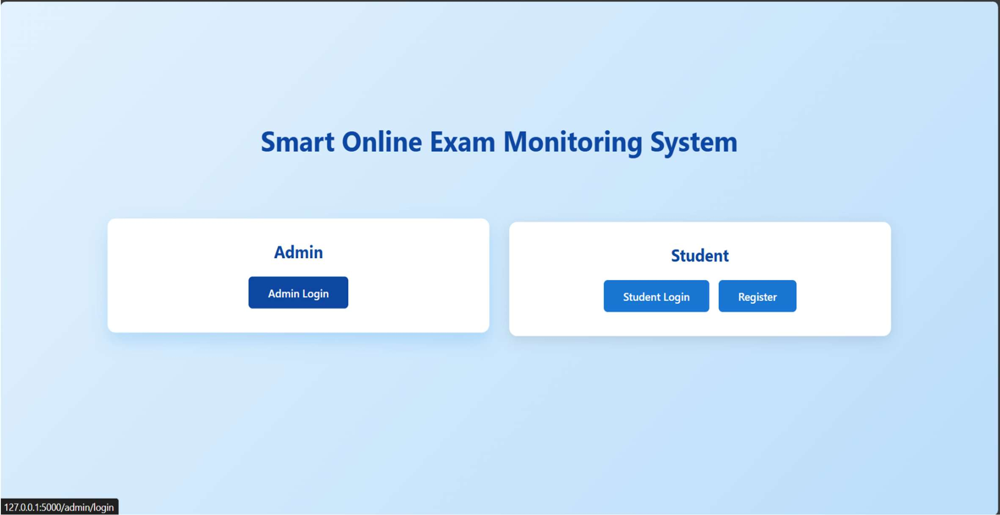 Smart Online Exam Monitoring System
Admin
Admin Login
Student
Student Login
Register
127.0.0.1:5000/admin/login